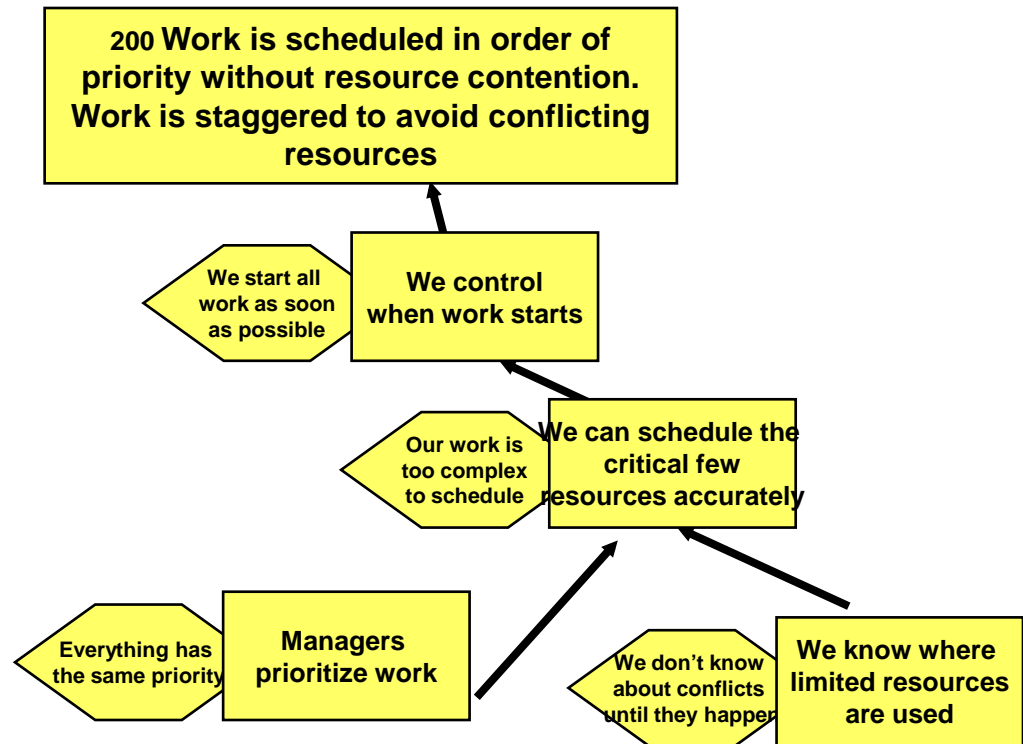 200 Work is scheduled in order of
priority without resource contention.
Work is staggered to avoid conflicting
resources
We start all
work as soon
as possible
We control
when work starts
Our work is
too complex
to schedule
We can schedule the
critical few
resources accurately
Everything has
the same priority
Managers
prioritize work
We don't know
about conflicts
until they happen
We know where
limited resources
are used